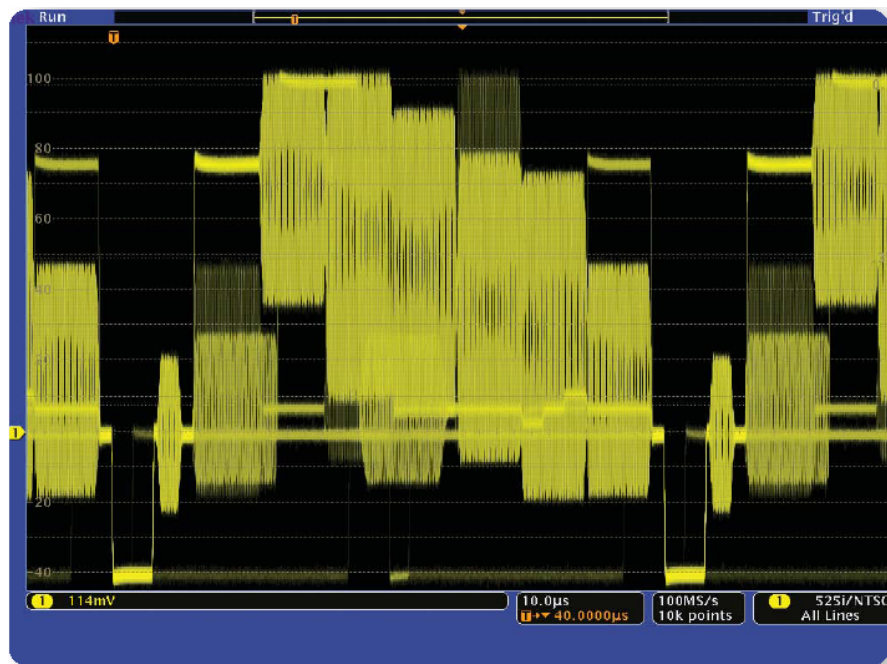 Run Trig'd
T
T
100
80
60
40
20
1
-20
-40
1 114mV
10.0µs
T→▼ 40.0000µs
100MS/s
10k points
1 525i/NTSC
All Lines